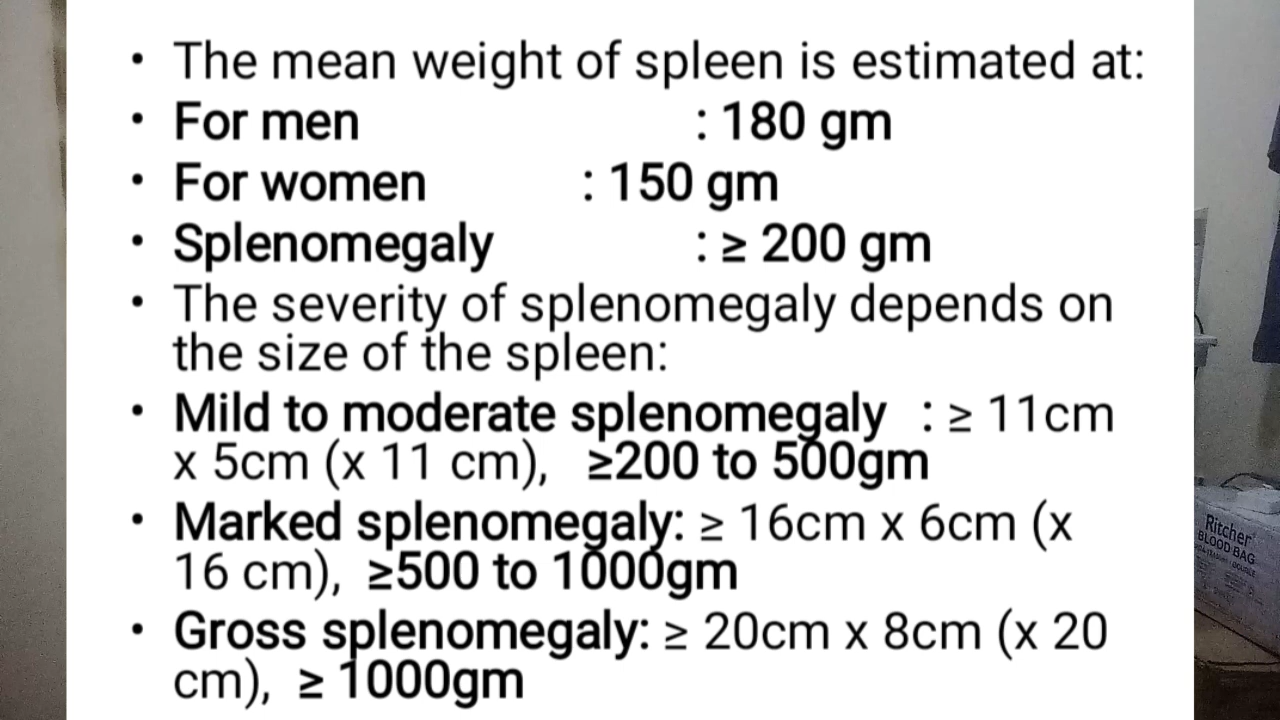 • The mean weight of spleen is estimated at:
• For men : 180 gm
• For women : 150 gm
• Splenomegaly : ≥ 200 gm
• The severity of splenomegaly depends on
the size of the spleen:
• Mild to moderate splenomegaly : ≥ 11cm
x 5cm (x 11 cm), ≥200 to 500gm
• Marked splenomegaly: ≥ 16cm x 6cm (x
16 cm), ≥500 to 1000gm
• Gross splenomegaly: ≥ 20cm x 8cm (x 20
cm), ≥ 1000gm
Ritcher
BLOOD BAG